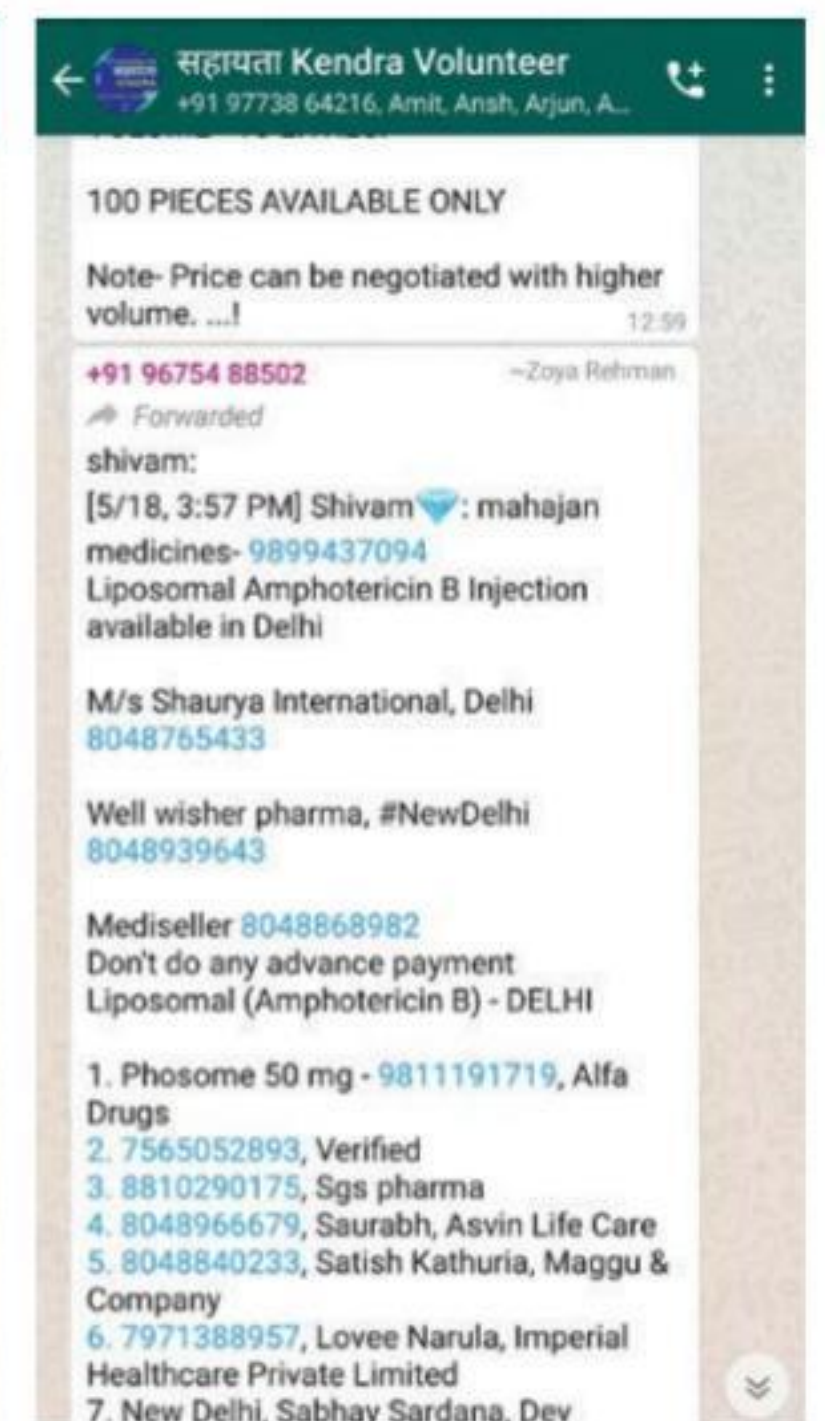 सहायता Kendra Volunteer
+91 97738 64216, Amit, Ansh, Arjun, A...
100 PIECES AVAILABLE ONLY
Note- Price can be negotiated with higher
volume. ...!
12:59
+91 96754 88502 ~Zoya Rehman
Forwarded
shivam:
[5/18, 3:57 PM] Shivam💎: mahajan
medicines- 9899437094
Liposomal Amphotericin B Injection
available in Delhi
M/s Shaurya International, Delhi
8048765433
Well wisher pharma, #NewDelhi
8048939643
Mediseller 8048868982
Don't do any advance payment
Liposomal (Amphotericin B) - DELHI
1. Phosome 50 mg - 9811191719, Alfa
Drugs
2. 7565052893, Verified
3. 8810290175, Sgs pharma
4. 8048966679, Saurabh, Asvin Life Care
5. 8048840233, Satish Kathuria, Maggu &
Company
6. 7971388957, Lovee Narula, Imperial
Healthcare Private Limited
7. New Delhi, Sabhay Sardana, Dev